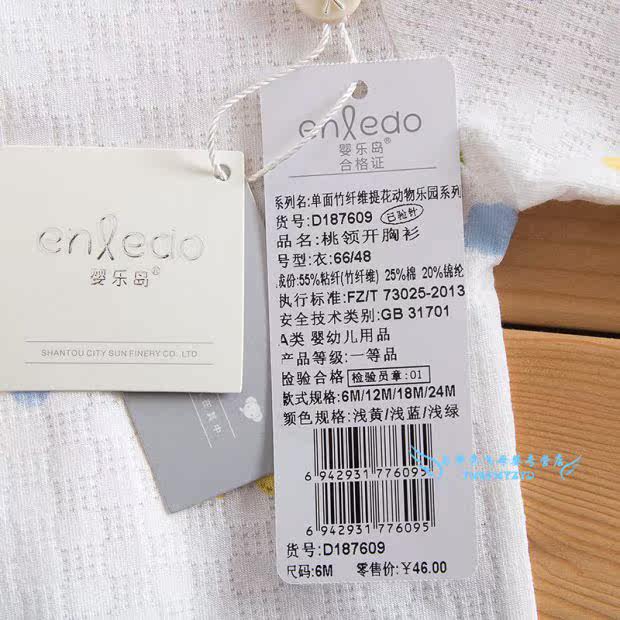 enledo
婴乐岛®
合格证
系列名:单面竹纤维提花动物乐园系列
货号:D187609 已验针
品名:桃领开胸衫
号型:衣:66/48
成份:55%粘纤(竹纤维) 25%棉 20%锦纶
执行标准:FZ/T 73025-2013
安全技术类别:GB 31701
A类 婴幼儿用品
产品等级:一等品
检验合格 检验员章:01
款式规格:6M/12M/18M/24M
颜色规格:浅黄/浅蓝/浅绿
6 942931 776095
6 942931 776095
货号:D187609
尺码:6M 零售价:¥46.00
enledo
婴乐岛®
SHANTOU CITY SUN FINERY CO., LTD
在其中